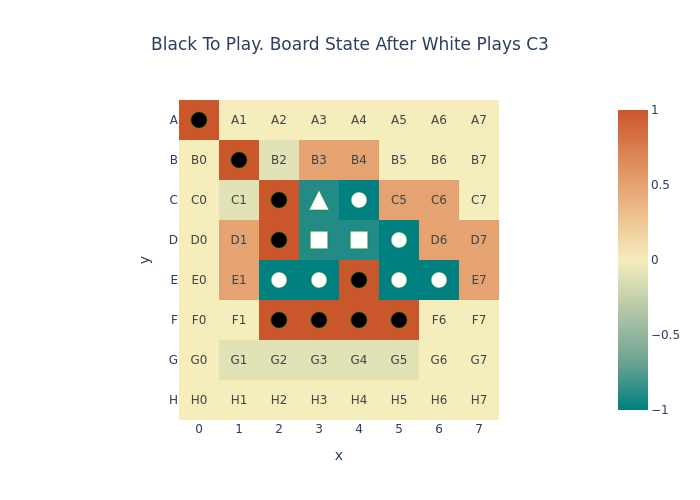 Black To Play. Board State After White Plays C3
A A1 A2 A3 A4 A5 A6 A7 1
B B0 B2 B3 B4 B5 B6 B7
C C0 C1 C5 C6 C7 0.5
D D0 D1 D6 D7
y
0
E E0 E1 E7
F F0 F1 F6 F7 −0.5
G G0 G1 G2 G3 G4 G5 G6 G7
H H0 H1 H2 H3 H4 H5 H6 H7 −1
0 1 2 3 4 5 6 7
x